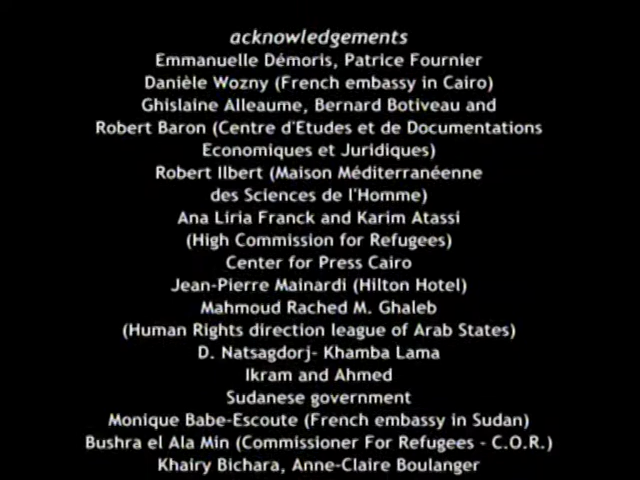 acknowledgements
Emmanuelle Démoris, Patrice Fournier
Danièle Wozny (French embassy in Cairo)
Ghislaine Alleaume, Bernard Botiveau and
Robert Baron (Centre d'Etudes et de Documentations
Economiques et Juridiques)
Robert Ilbert (Maison Méditerranéenne
des Sciences de l'Homme)
Ana Liria Franck and Karim Atassi
(High Commission for Refugees)
Center for Press Cairo
Jean-Pierre Mainardi (Hilton Hotel)
Mahmoud Rached M. Ghaleb
(Human Rights direction league of Arab States)
D. Natsagdorj- Khamba Lama
Ikram and Ahmed
Sudanese government
Monique Babe-Escoute (French embassy in Sudan)
Bushra el Ala Min (Commissioner For Refugees - C.O.R.)
Khairy Bichara, Anne-Claire Boulanger